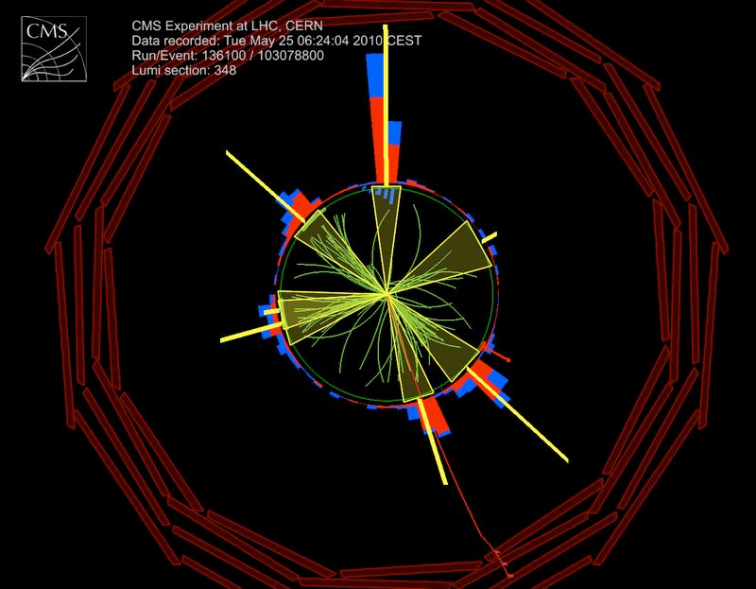 CMS
CMS Experiment at LHC, CERN
Data recorded: Tue May 25 06:24:04 2010 CEST
Run/Event: 136100 / 103078800
Lumi section: 348